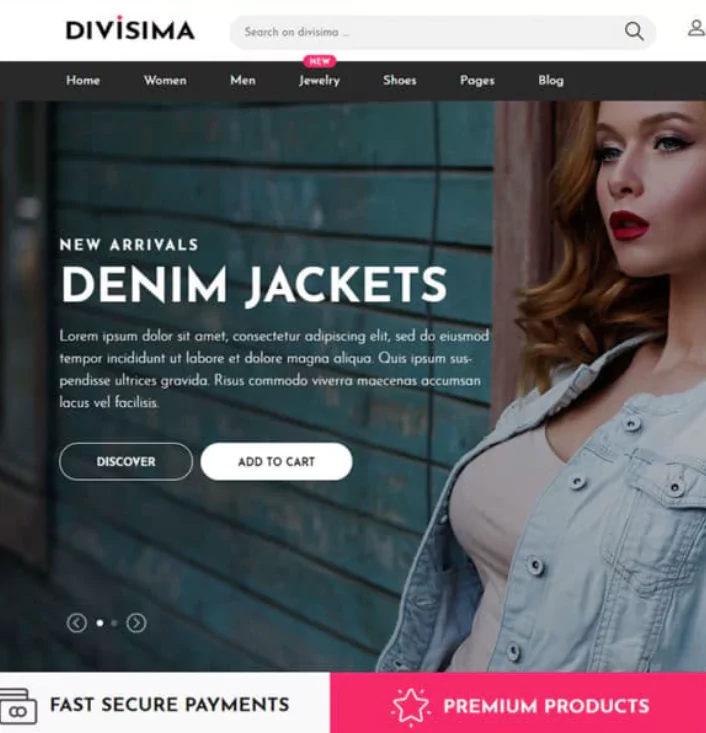 DIVISIMA
Search on divisima ...
NEW
Home Women Men Jewelry Shoes Pages Blog
NEW ARRIVALS
DENIM JACKETS
Lorem ipsum dolor sit amet, consectetur adipiscing elit, sed do eiusmod
tempor incididunt ut labore et dolore magna aliqua. Quis ipsum sus-
pendisse ultrices gravida. Risus commodo viverra maecenas accumsan
lacus vel facilisis.
DISCOVER ADD TO CART
FAST SECURE PAYMENTS PREMIUM PRODUCTS